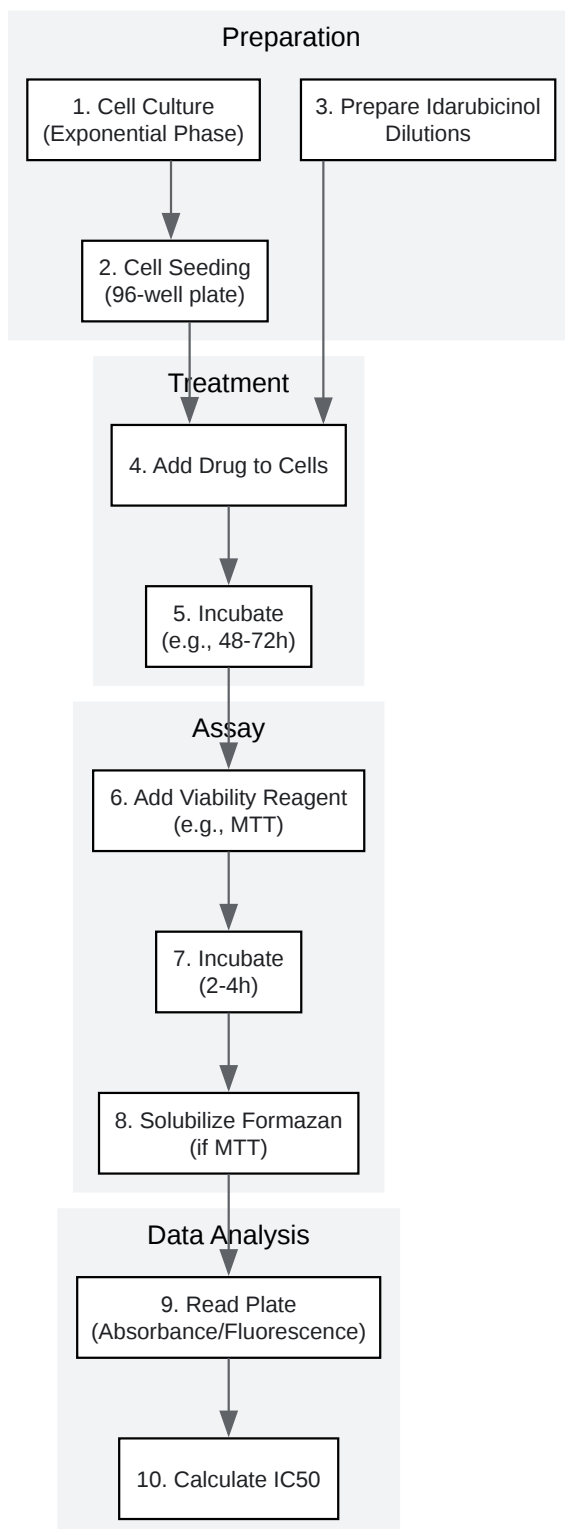 Preparation
1. Cell Culture
(Exponential Phase)
3. Prepare Idarubicinol
Dilutions
2. Cell Seeding
(96-well plate)
Treatment
4. Add Drug to Cells
5. Incubate
(e.g., 48-72h)
Assay
6. Add Viability Reagent
(e.g., MTT)
7. Incubate
(2-4h)
8. Solubilize Formazan
(if MTT)
Data Analysis
9. Read Plate
(Absorbance/Fluorescence)
10. Calculate IC50